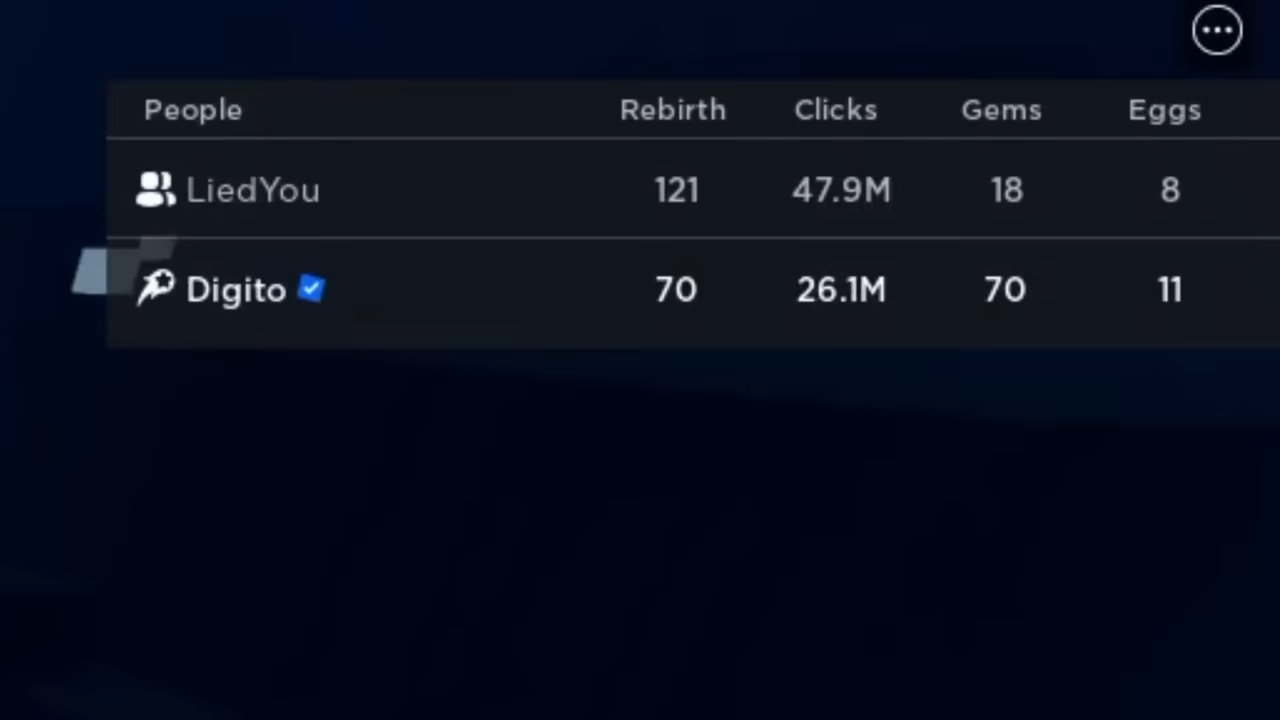 People Rebirth Clicks Gems Eggs
LiedYou 121 47.9M 18 8
Digito 70 26.1M 70 11